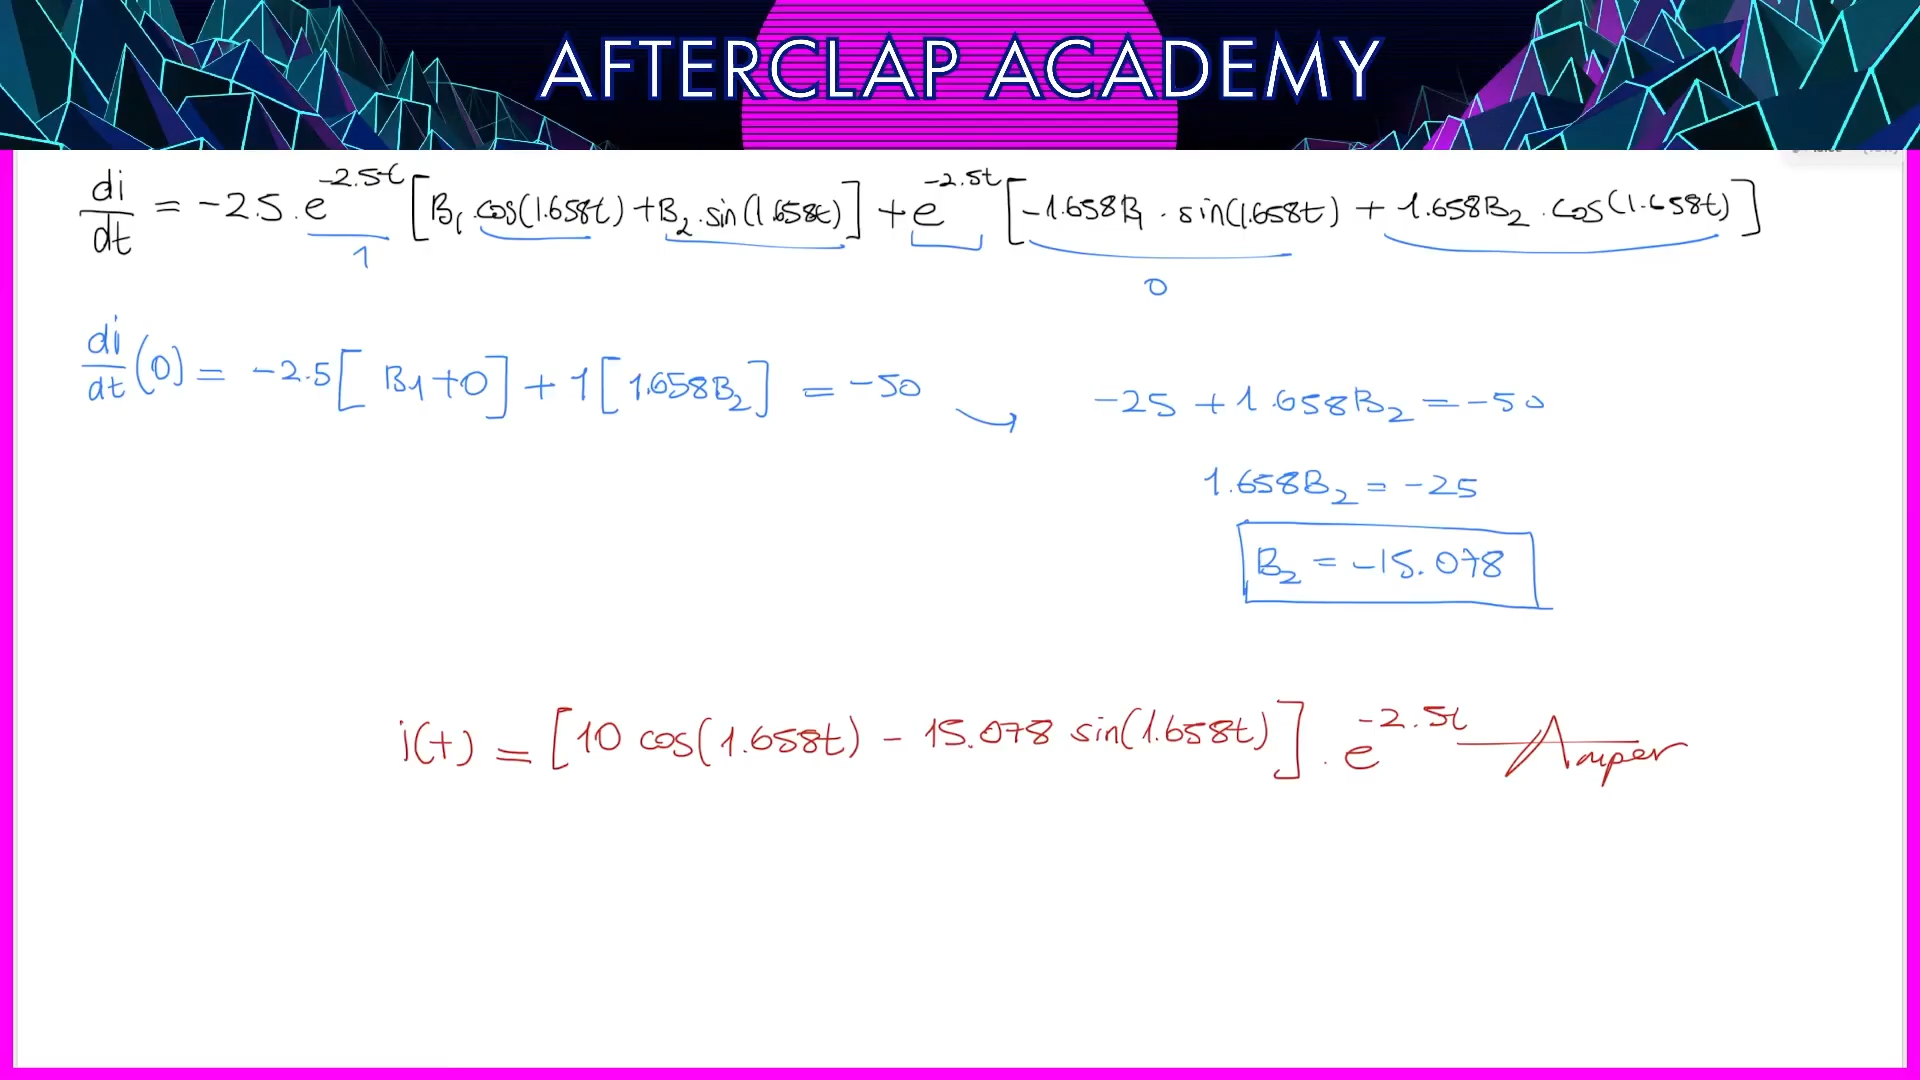 AFTERCLAP ACADEMY
di/dt = -2.5 . e^-2.5t [B1 . cos(1.658t) + B2 . sin(1.658t)] + e^-2.5t [-1.658B1 . sin(1.658t) + 1.658B2 . cos(1.658t)]
1
0
di/dt (0) = -2.5 [B1+0] + 1 [1.658B2] = -50
-25 + 1.658B2 = -50
1.658B2 = -25
B2 = -15.078
i(t) = [10 cos(1.658t) - 15.078 sin(1.658t)] . e^-2.5t Amper